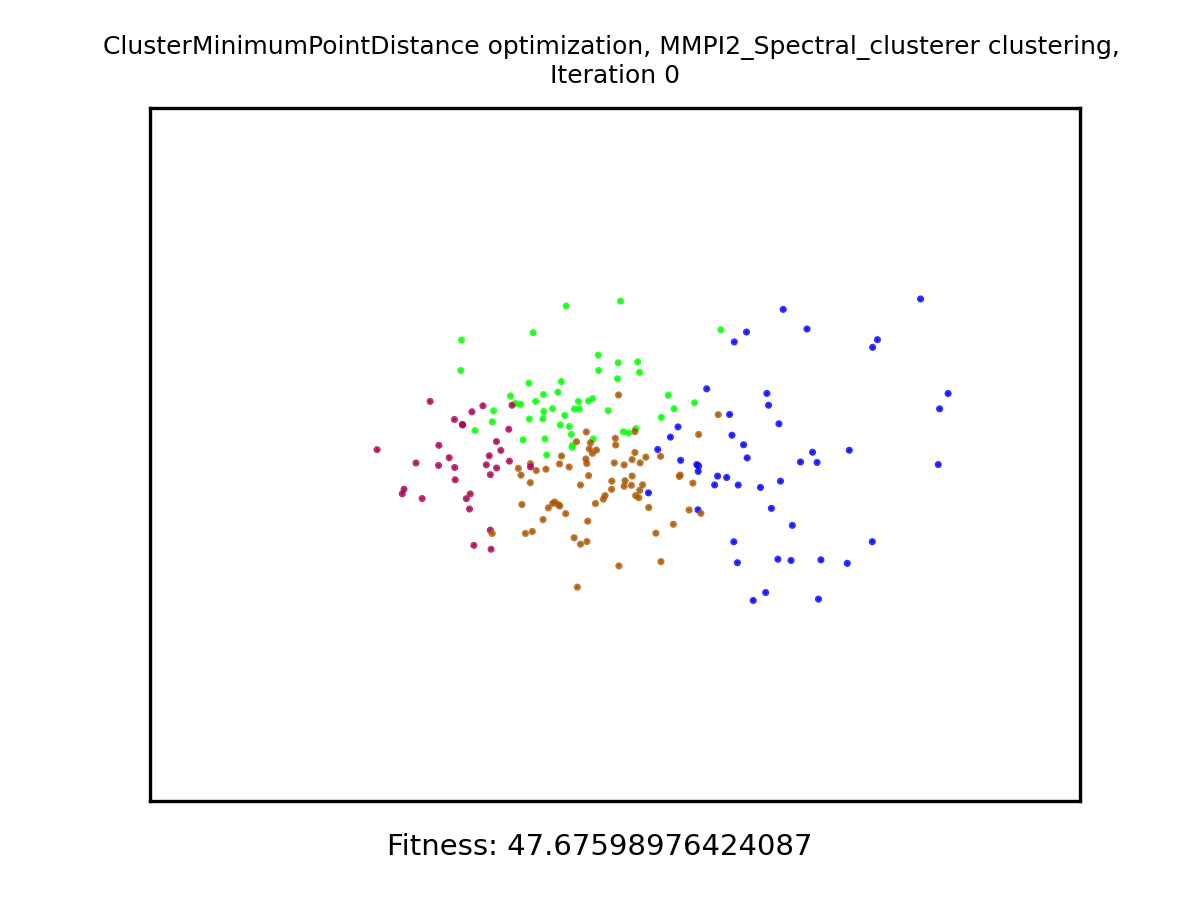 ClusterMinimumPointDistance optimization, MMPI2_Spectral_clusterer clustering,
Iteration 0
Fitness: 47.67598976424087